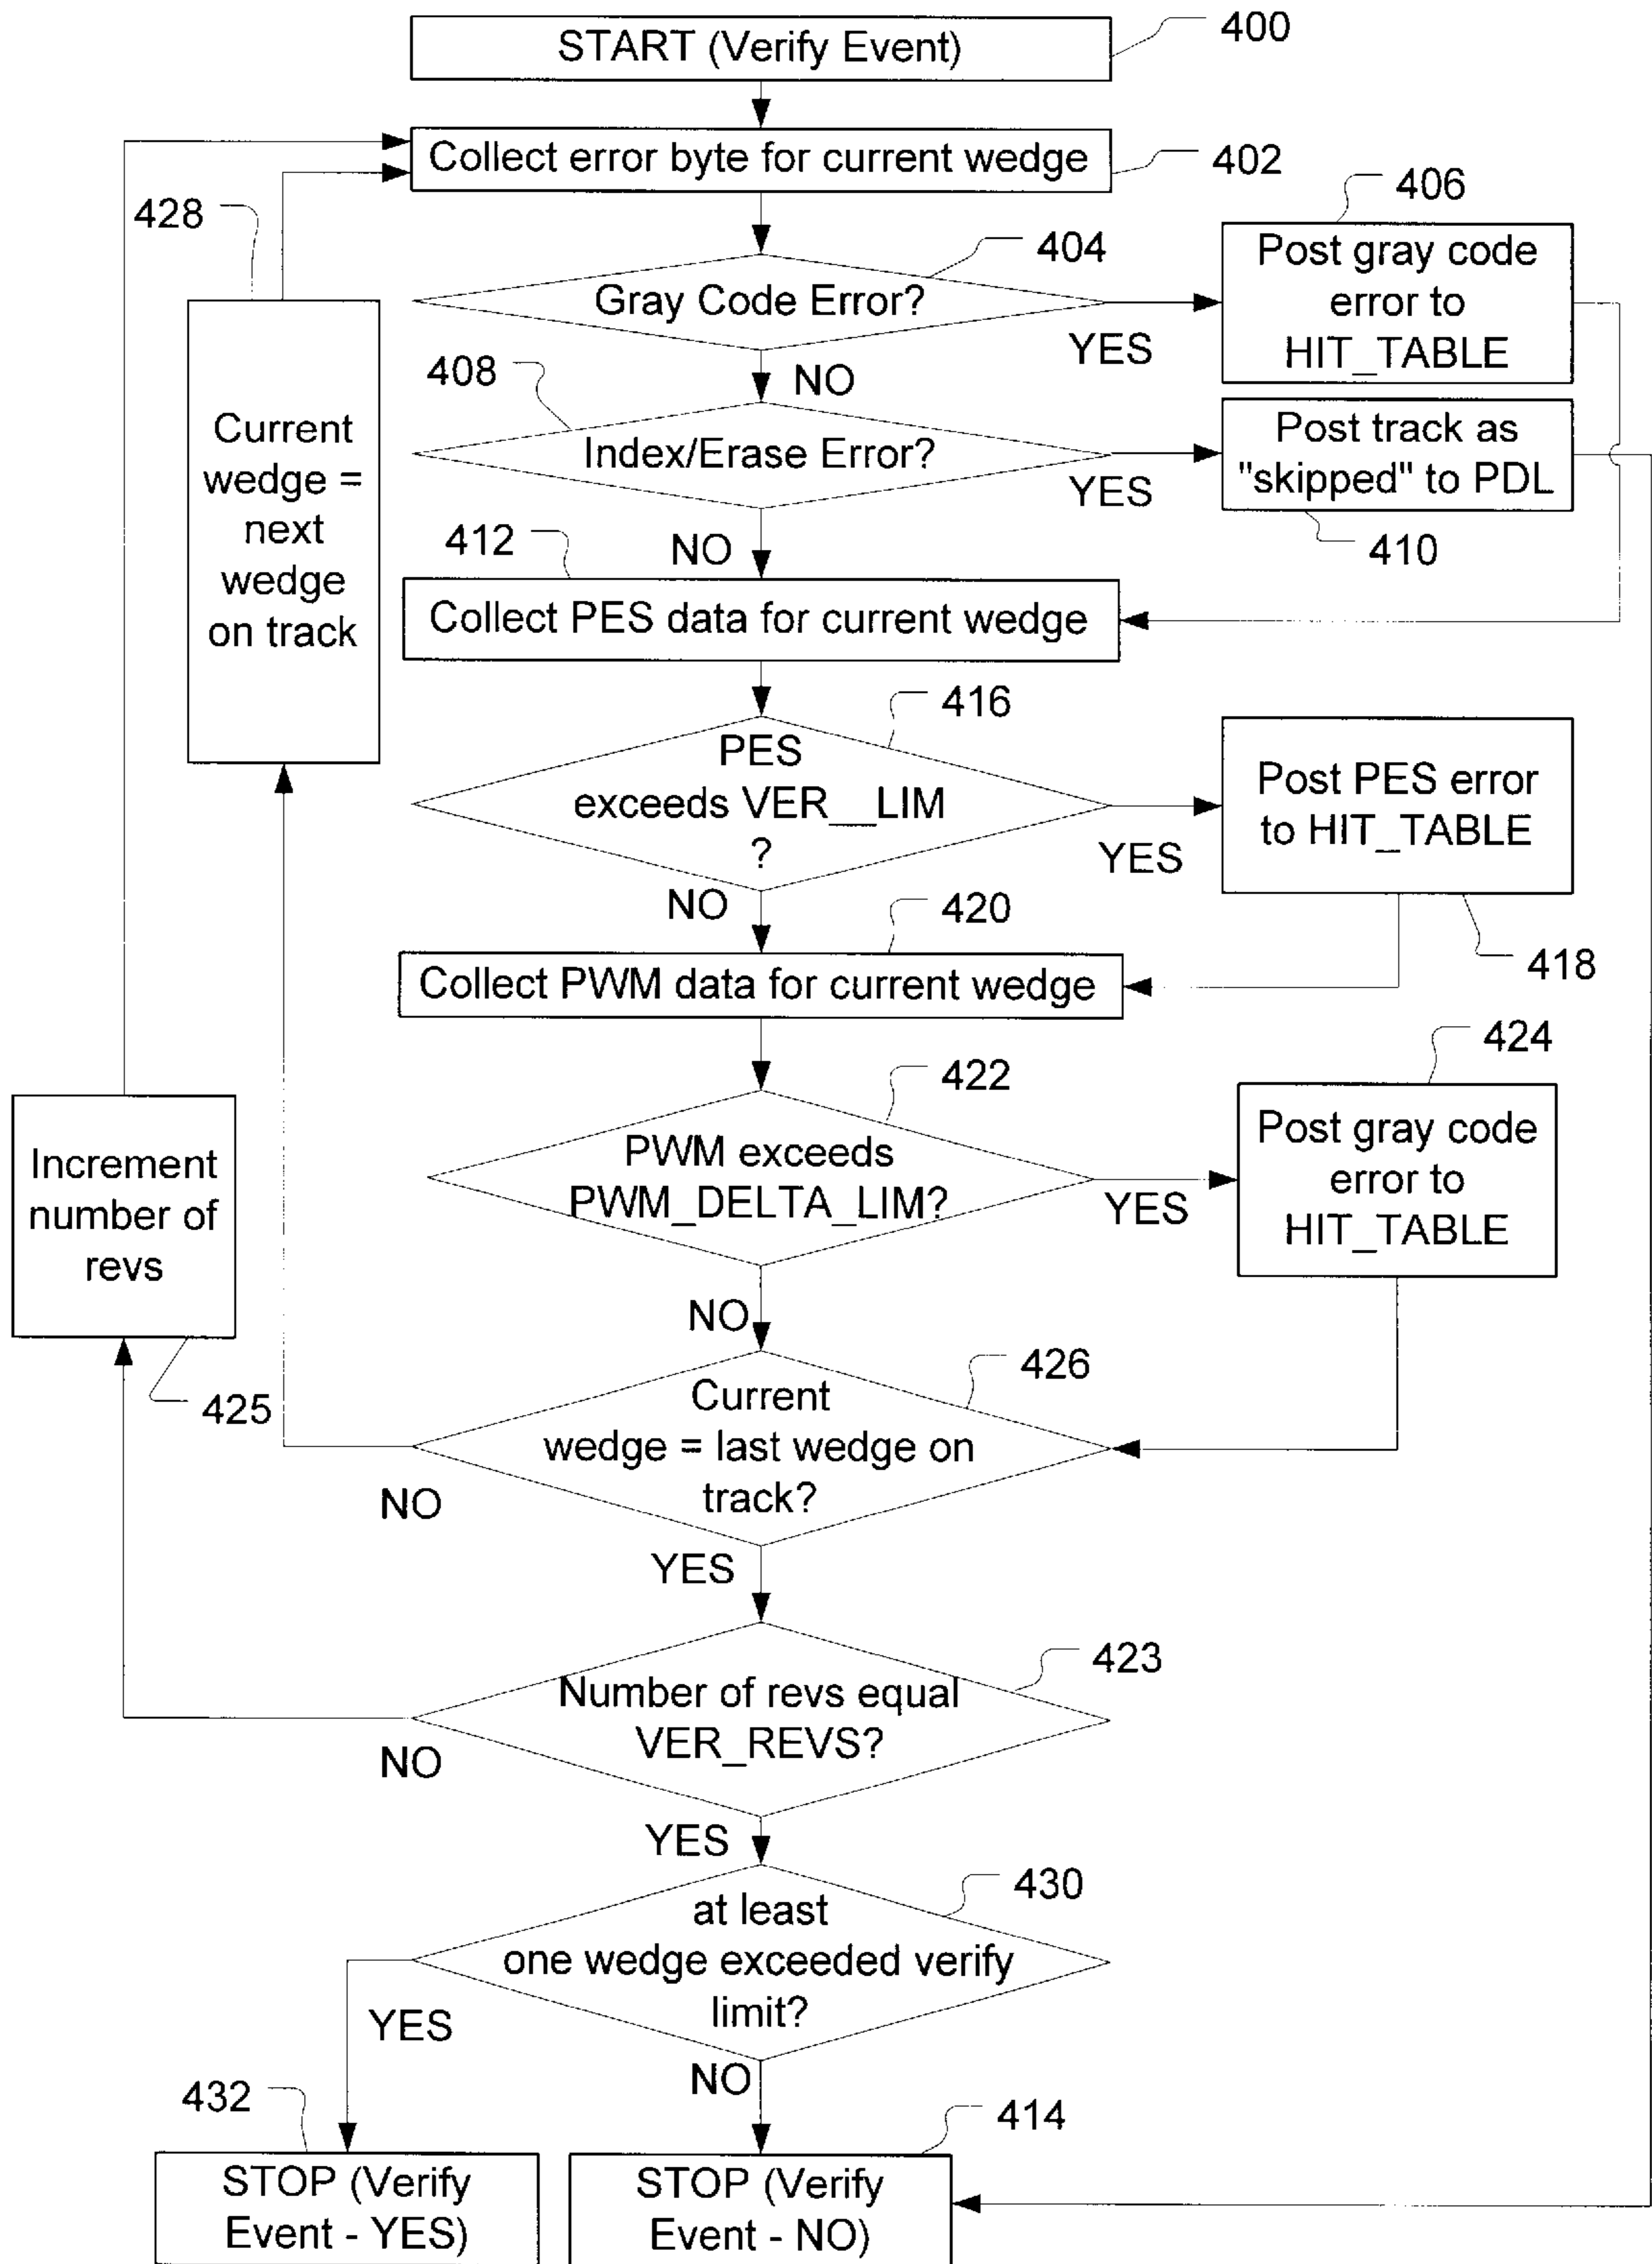 START (Verify Event)
400
Collect error byte for current wedge
402
428
404
406
Gray Code Error?
YES
NO
Post gray code
error to
HIT_TABLE
408
Index/Erase Error?
YES
NO
Post track as
"skipped" to PDL
410
Current
wedge =
next
wedge
on track
412
Collect PES data for current wedge
416
PES
exceeds VER__LIM
?
YES
NO
Post PES error
to HIT_TABLE
418
420
Collect PWM data for current wedge
422
424
PWM exceeds
PWM_DELTA_LIM?
YES
NO
Post gray code
error to
HIT_TABLE
Increment
number of
revs
425
426
Current
wedge = last wedge on
track?
NO
YES
423
Number of revs equal
VER_REVS?
NO
YES
430
at least
one wedge exceeded verify
limit?
YES
NO
432
414
STOP (Verify
Event - YES)
STOP (Verify
Event - NO)